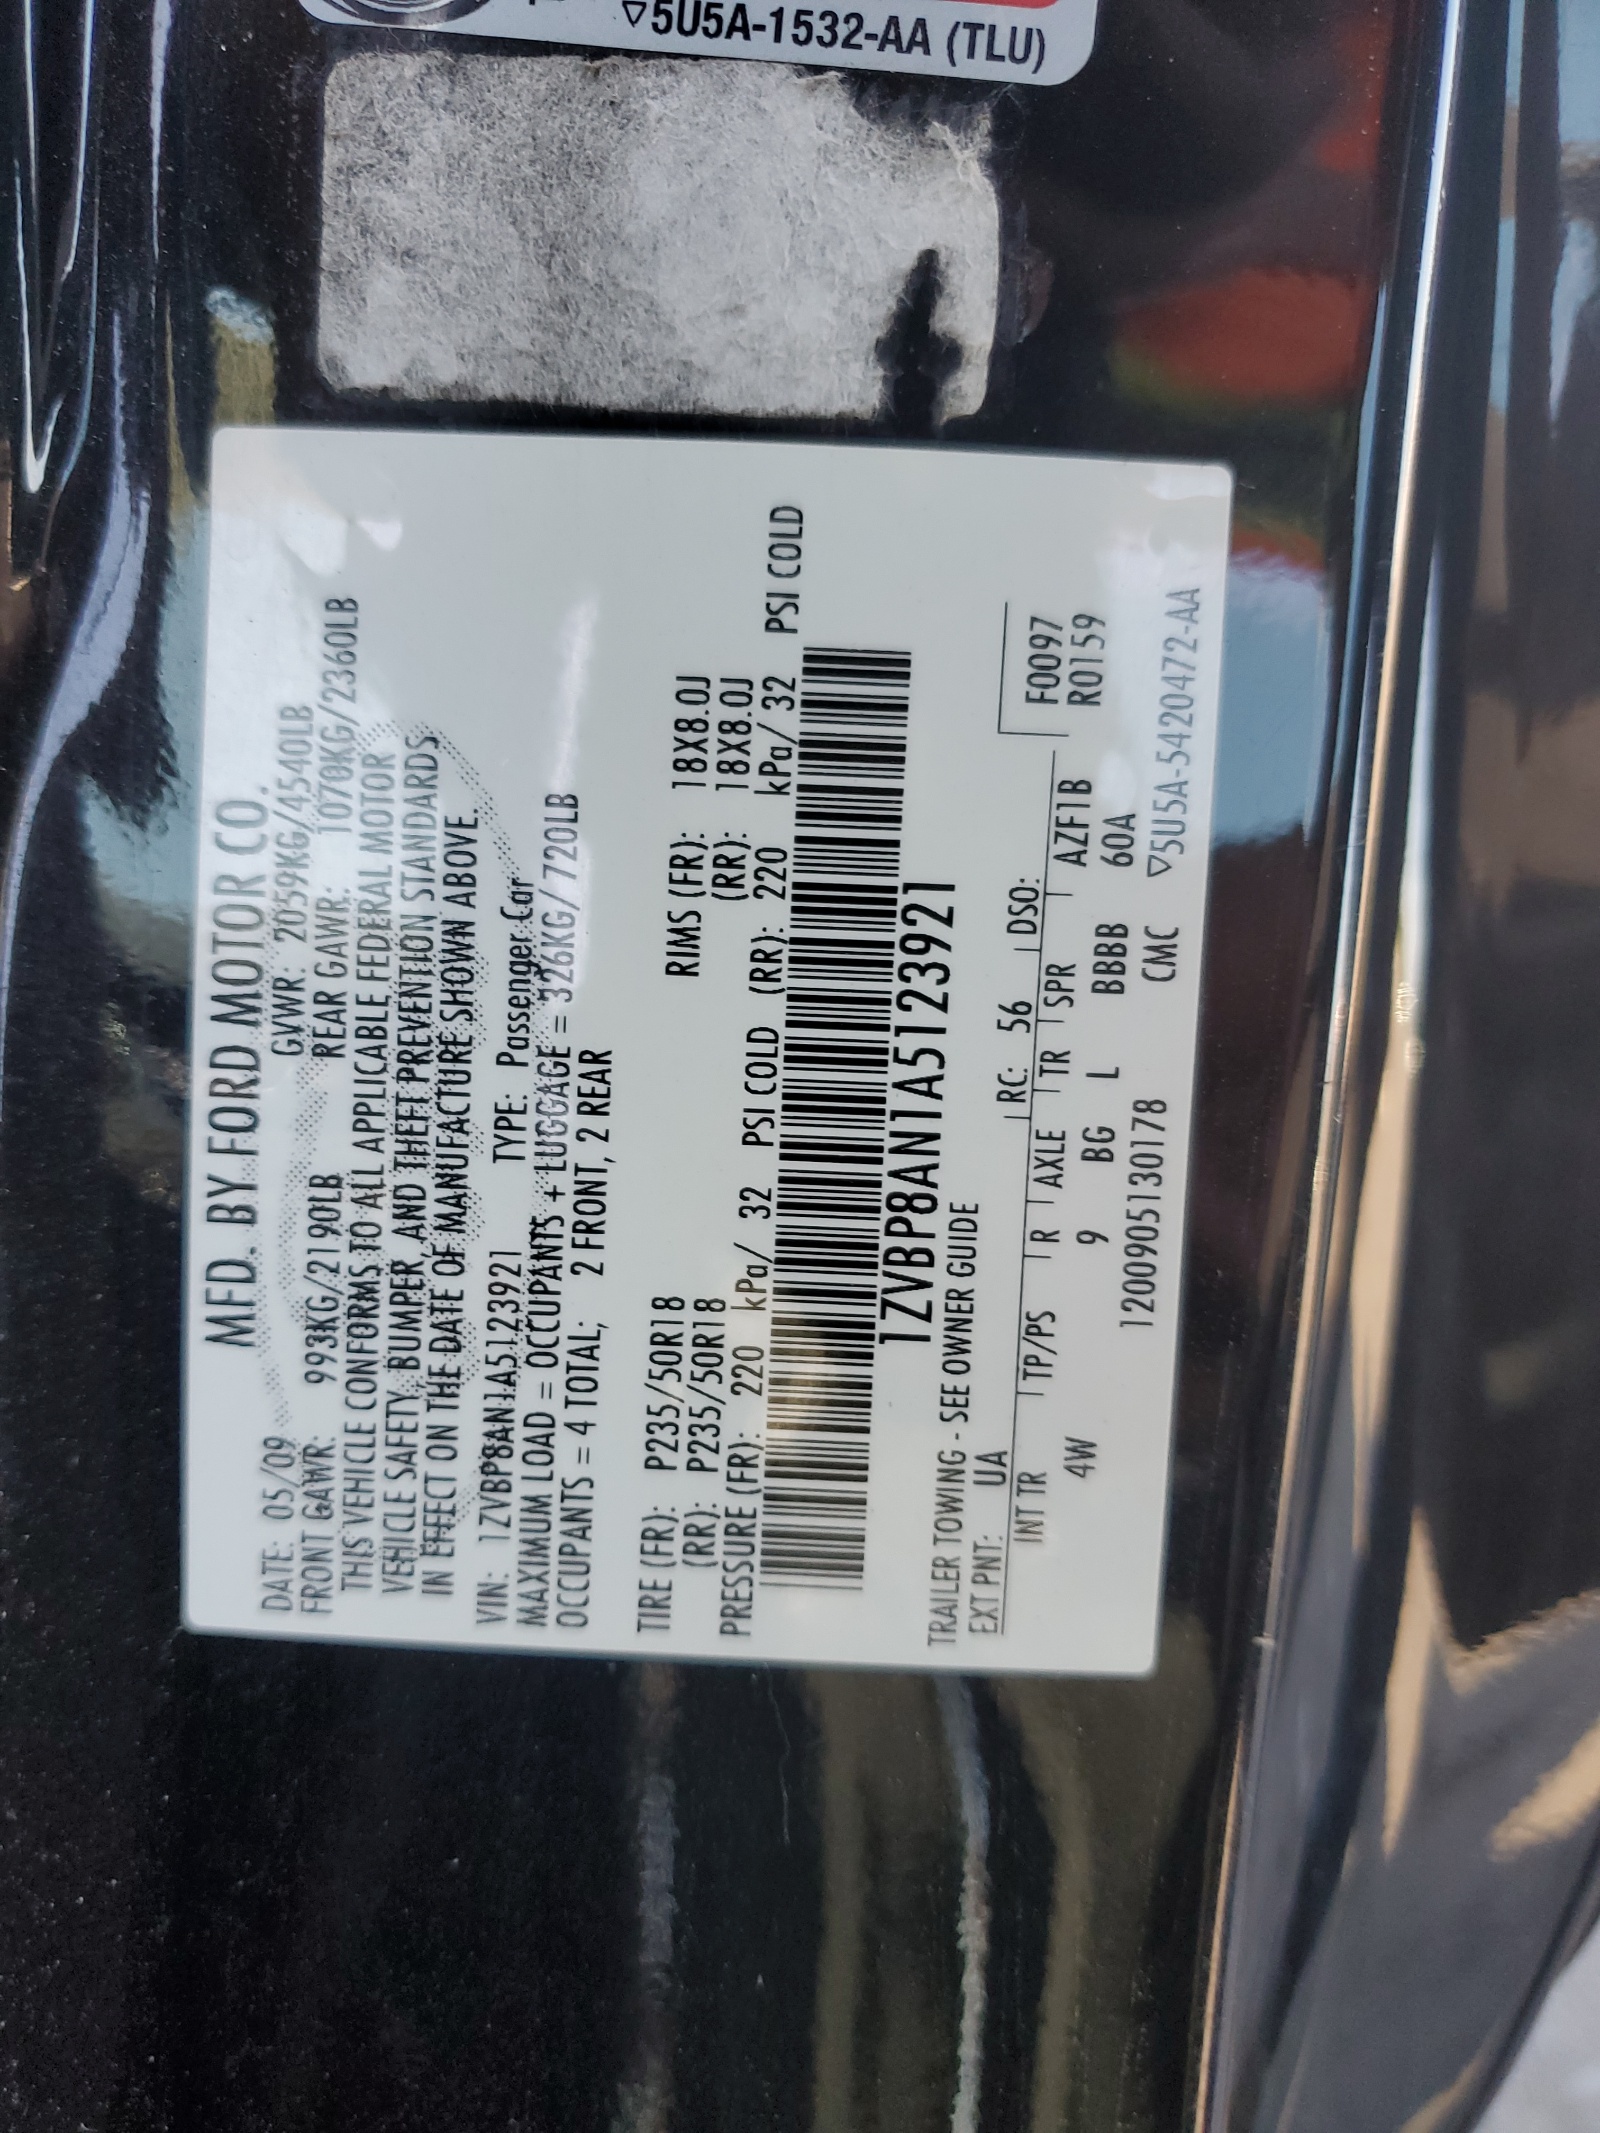 ▽5U5A-1532-AA (TLU)
MFD. BY FORD MOTOR CO.
DATE: 05/09 GVWR: 2059KG/4540LB
FRONT GAWR: 993KG/2190LB REAR GAWR: 1070KG/2360LB
THIS VEHICLE CONFORMS TO ALL APPLICABLE FEDERAL MOTOR
VEHICLE SAFETY, BUMPER, AND THEFT PREVENTION STANDARDS
IN EFFECT ON THE DATE OF MANUFACTURE SHOWN ABOVE.
VIN: 1ZVBP8AN1A5123921 TYPE: Passenger Car
MAXIMUM LOAD = OCCUPANTS + LUGGAGE = 326KG/720LB
OCCUPANTS = 4 TOTAL; 2 FRONT, 2 REAR
TIRE (FR): P235/50R18 RIMS (FR): 18X8.0J
(RR): P235/50R18 (RR): 18X8.0J
PRESSURE (FR): 220 kPa/ 32 PSI COLD (RR): 220 kPa/ 32 PSI COLD
1ZVBP8AN1A5123921
TRAILER TOWING - SEE OWNER GUIDE
EXT PNT: UA RC: 56 DSO: F0097
INT TR TP/PS R AXLE TR SPR R0159
4W 9 BG L BBBB AZF1B
60A
1200905130178 CMC ▽5U5A-5420472-AA